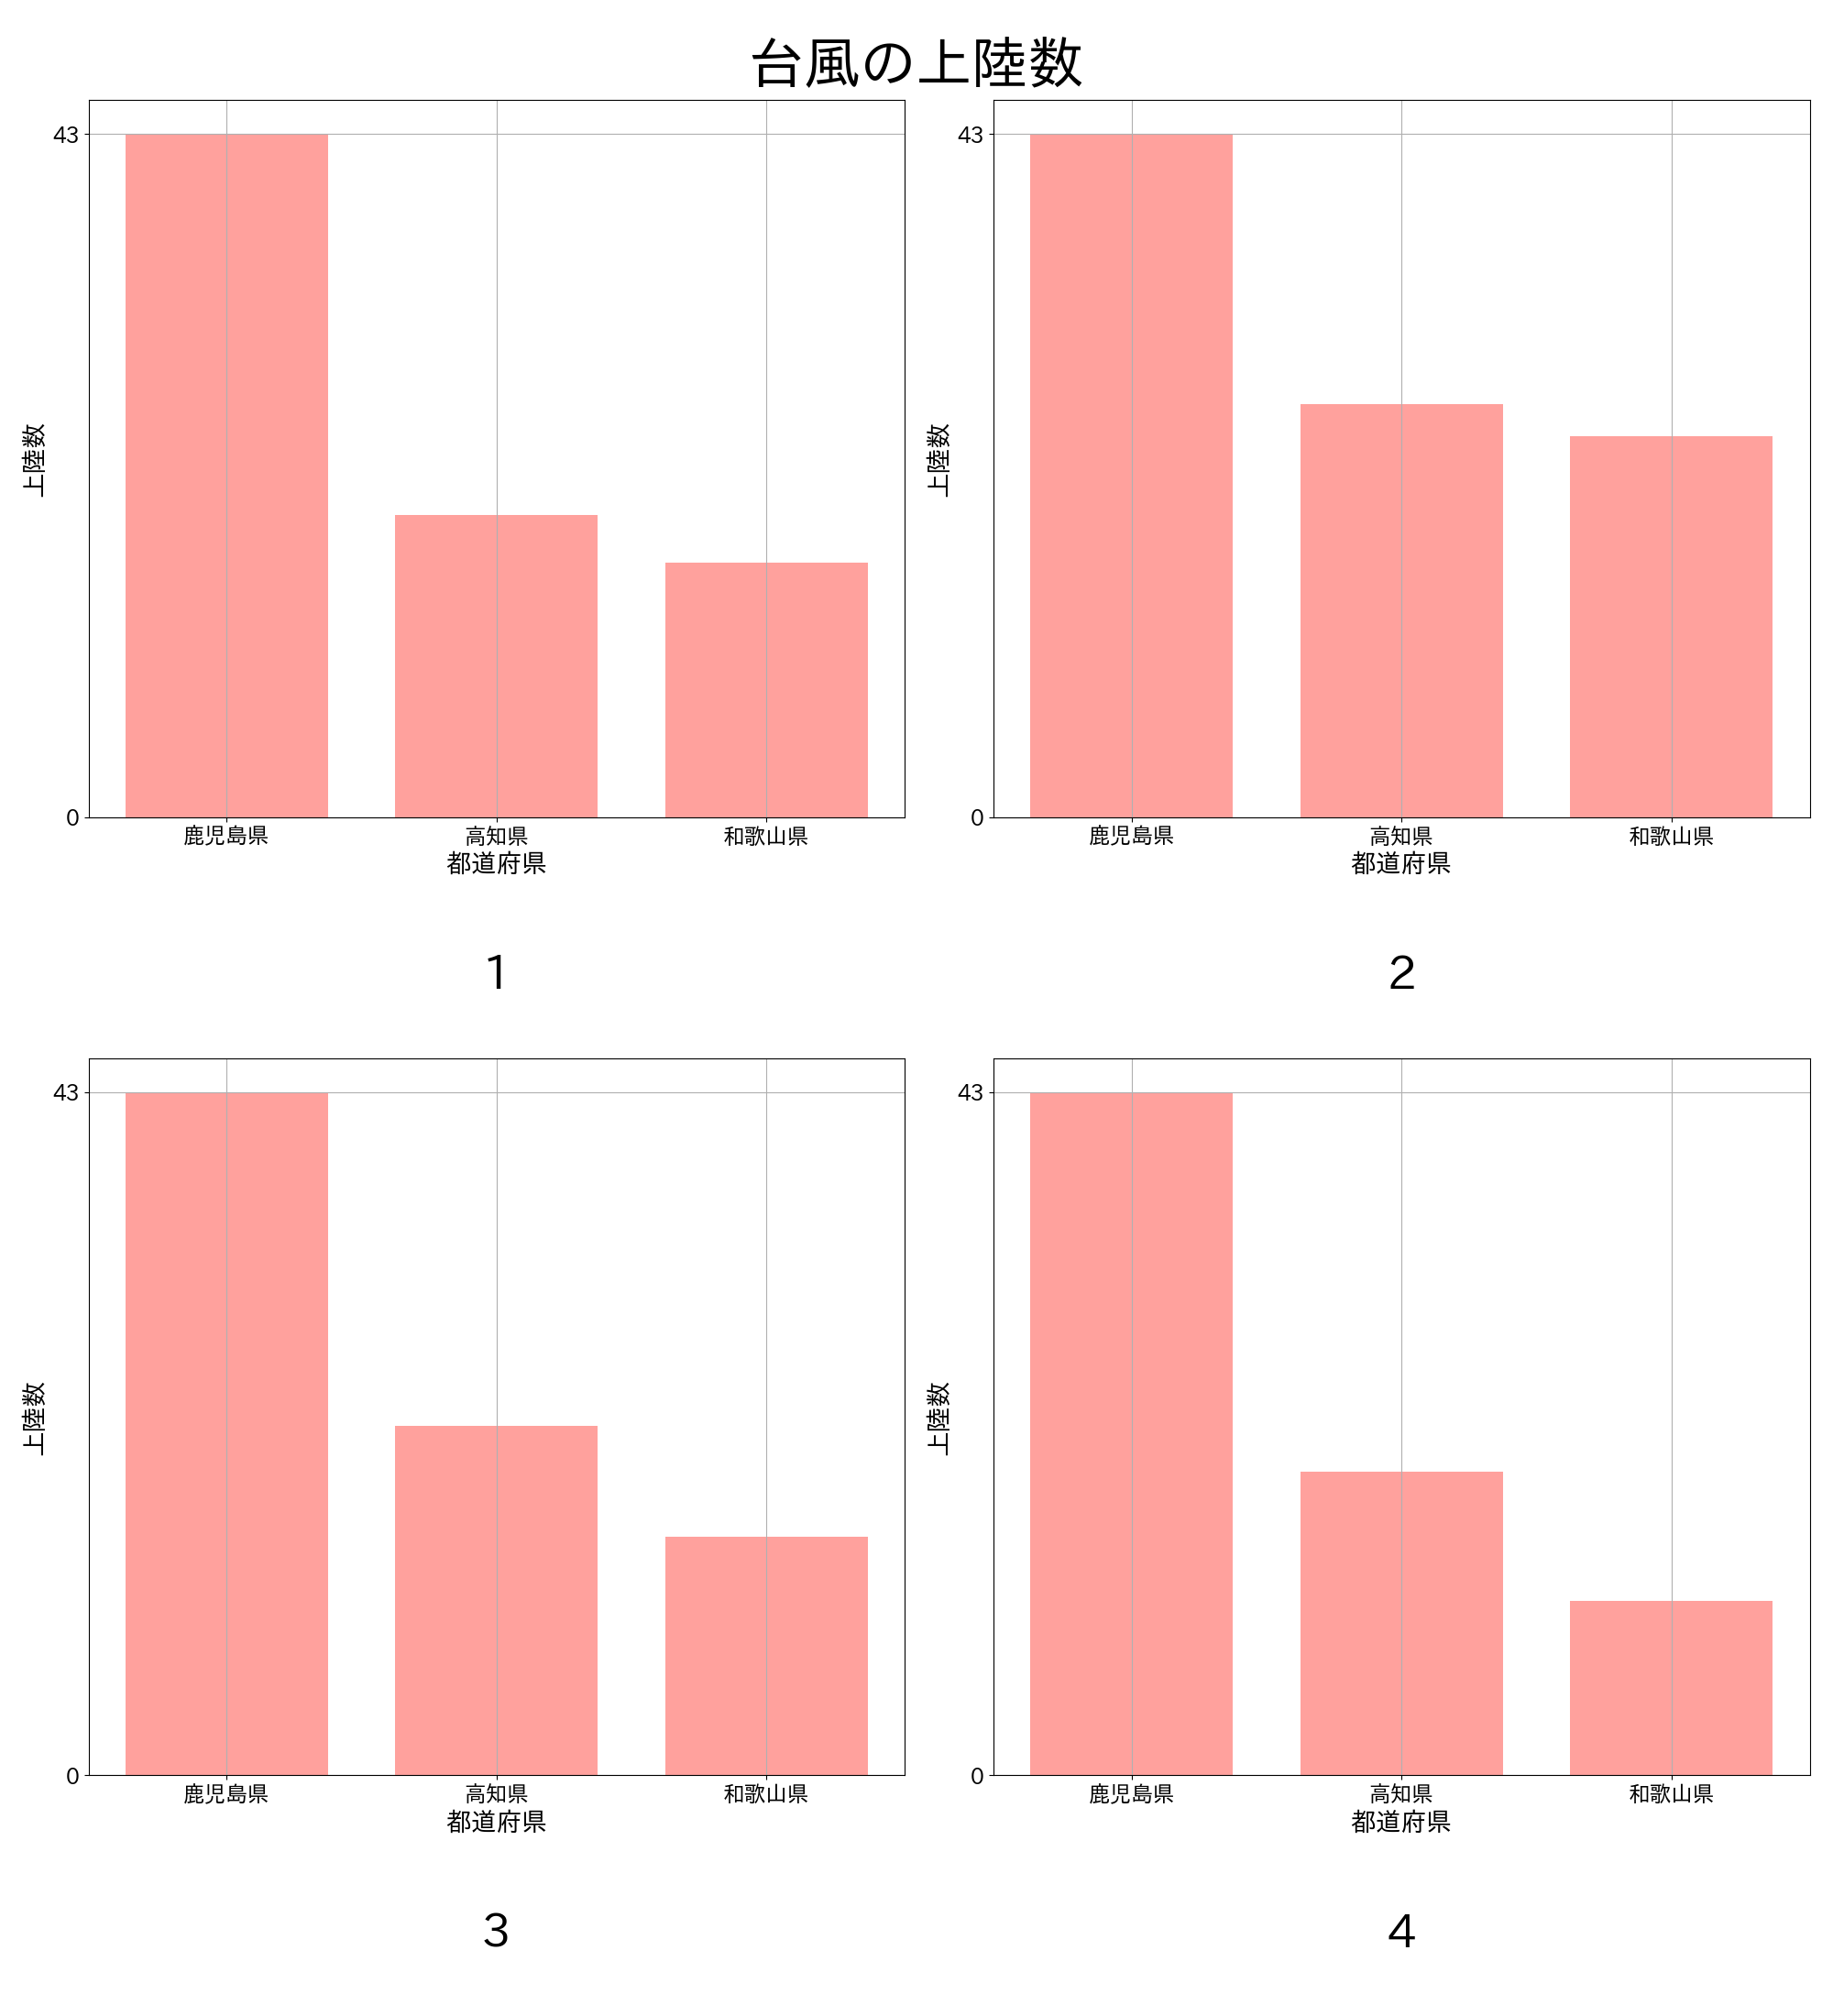 台風の上陸数
43
0
上陸数
鹿児島県 高知県 和歌山県
都道府県
1
43
0
上陸数
鹿児島県 高知県 和歌山県
都道府県
2
43
0
上陸数
鹿児島県 高知県 和歌山県
都道府県
3
43
0
上陸数
鹿児島県 高知県 和歌山県
都道府県
4